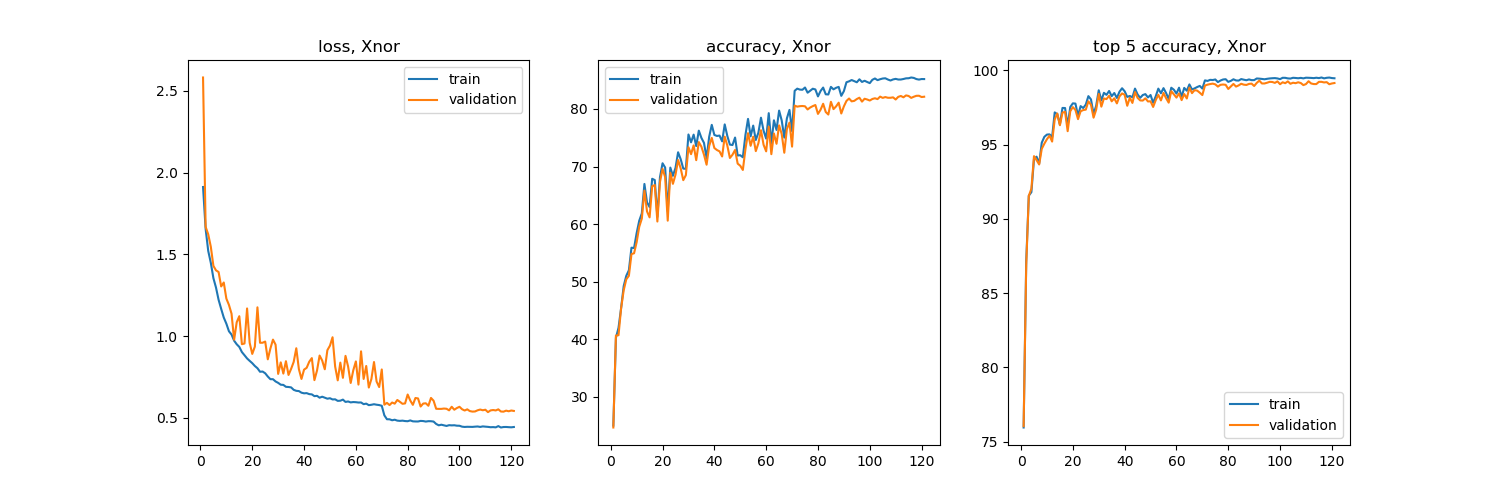 loss, Xnor
train
validation
2.5
2.0
1.5
1.0
0.5
0 20 40 60 80 100 120
accuracy, Xnor
train
validation
80
70
60
50
40
30
0 20 40 60 80 100 120
top 5 accuracy, Xnor
100
95
90
85
80
75
train
validation
0 20 40 60 80 100 120